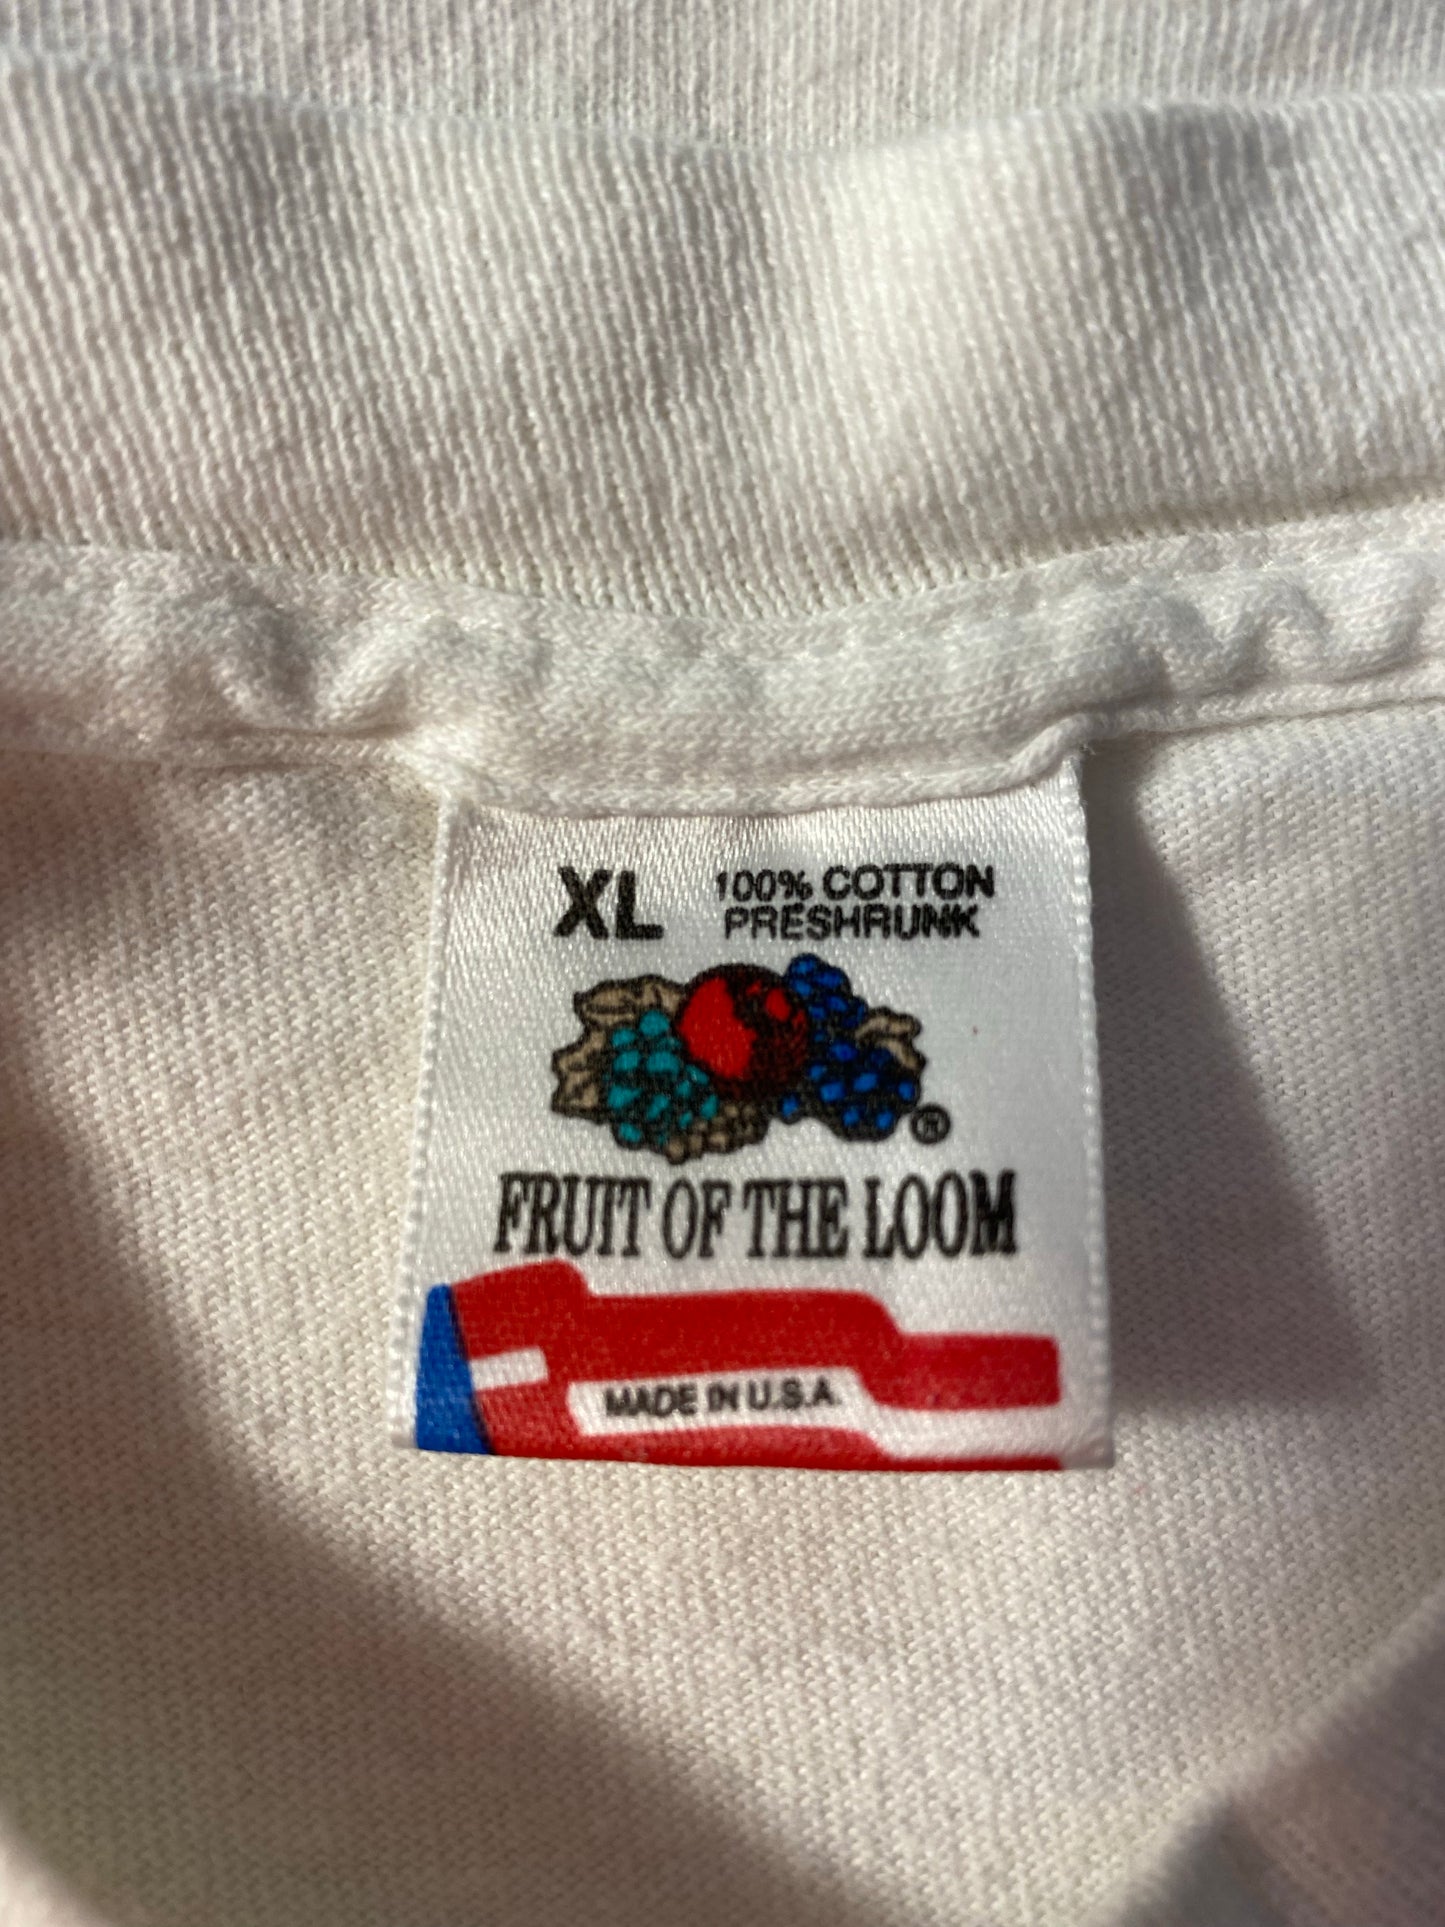 XL 100% COTTON
PRESHRUNK
®
FRUIT OF THE LOOM
MADE IN U.S.A.